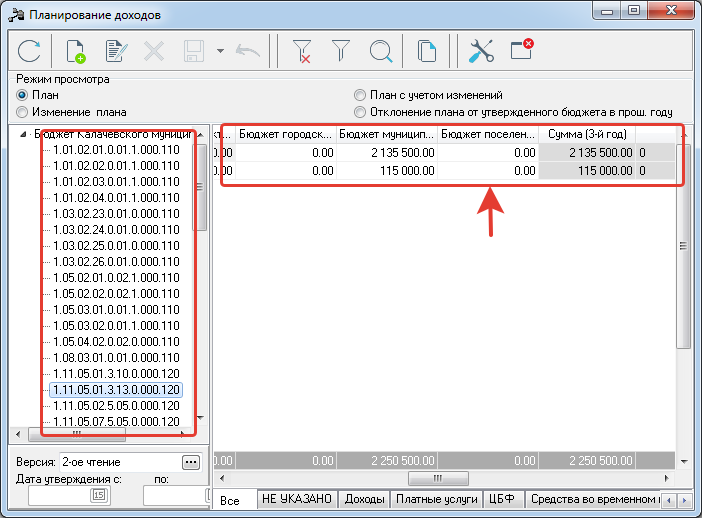 Планирование доходов
Режим просмотра
План
План с учетом изменений
Изменение плана
Отклонение плана от утвержденного бюджета в прош. году
Бюджет Калачевского муницип
1.01.02.01.0.01.1.000.110
1.01.02.02.0.01.1.000.110
1.01.02.03.0.01.1.000.110
1.01.02.04.0.01.1.000.110
1.03.02.23.0.01.0.000.110
1.03.02.24.0.01.0.000.110
1.03.02.25.0.01.0.000.110
1.03.02.26.0.01.0.000.110
1.05.02.01.0.02.1.000.110
1.05.02.02.0.02.1.000.110
1.05.03.01.0.01.1.000.110
1.05.03.02.0.01.1.000.110
1.05.04.02.0.02.0.000.110
1.08.03.01.0.01.0.000.110
1.11.05.01.3.10.0.000.120
1.11.05.01.3.13.0.000.120
1.11.05.02.5.05.0.000.120
1.11.05.07.5.05.0.000.120
кт... Бюджет городск... Бюджет муницип... Бюджет поселен... Сумма (3-й год)
0.00 0.00 2 135 500.00 0.00 2 135 500.00 0
0.00 0.00 115 000.00 0.00 115 000.00 0
0.00 0.00 2 250 500.00 0.00 2 250 500.00
Версия: 2-ое чтение ...
Дата утверждения с: по:
15
Все НЕ УКАЗАНО Доходы Платные услуги ЦБФ Средства во временном